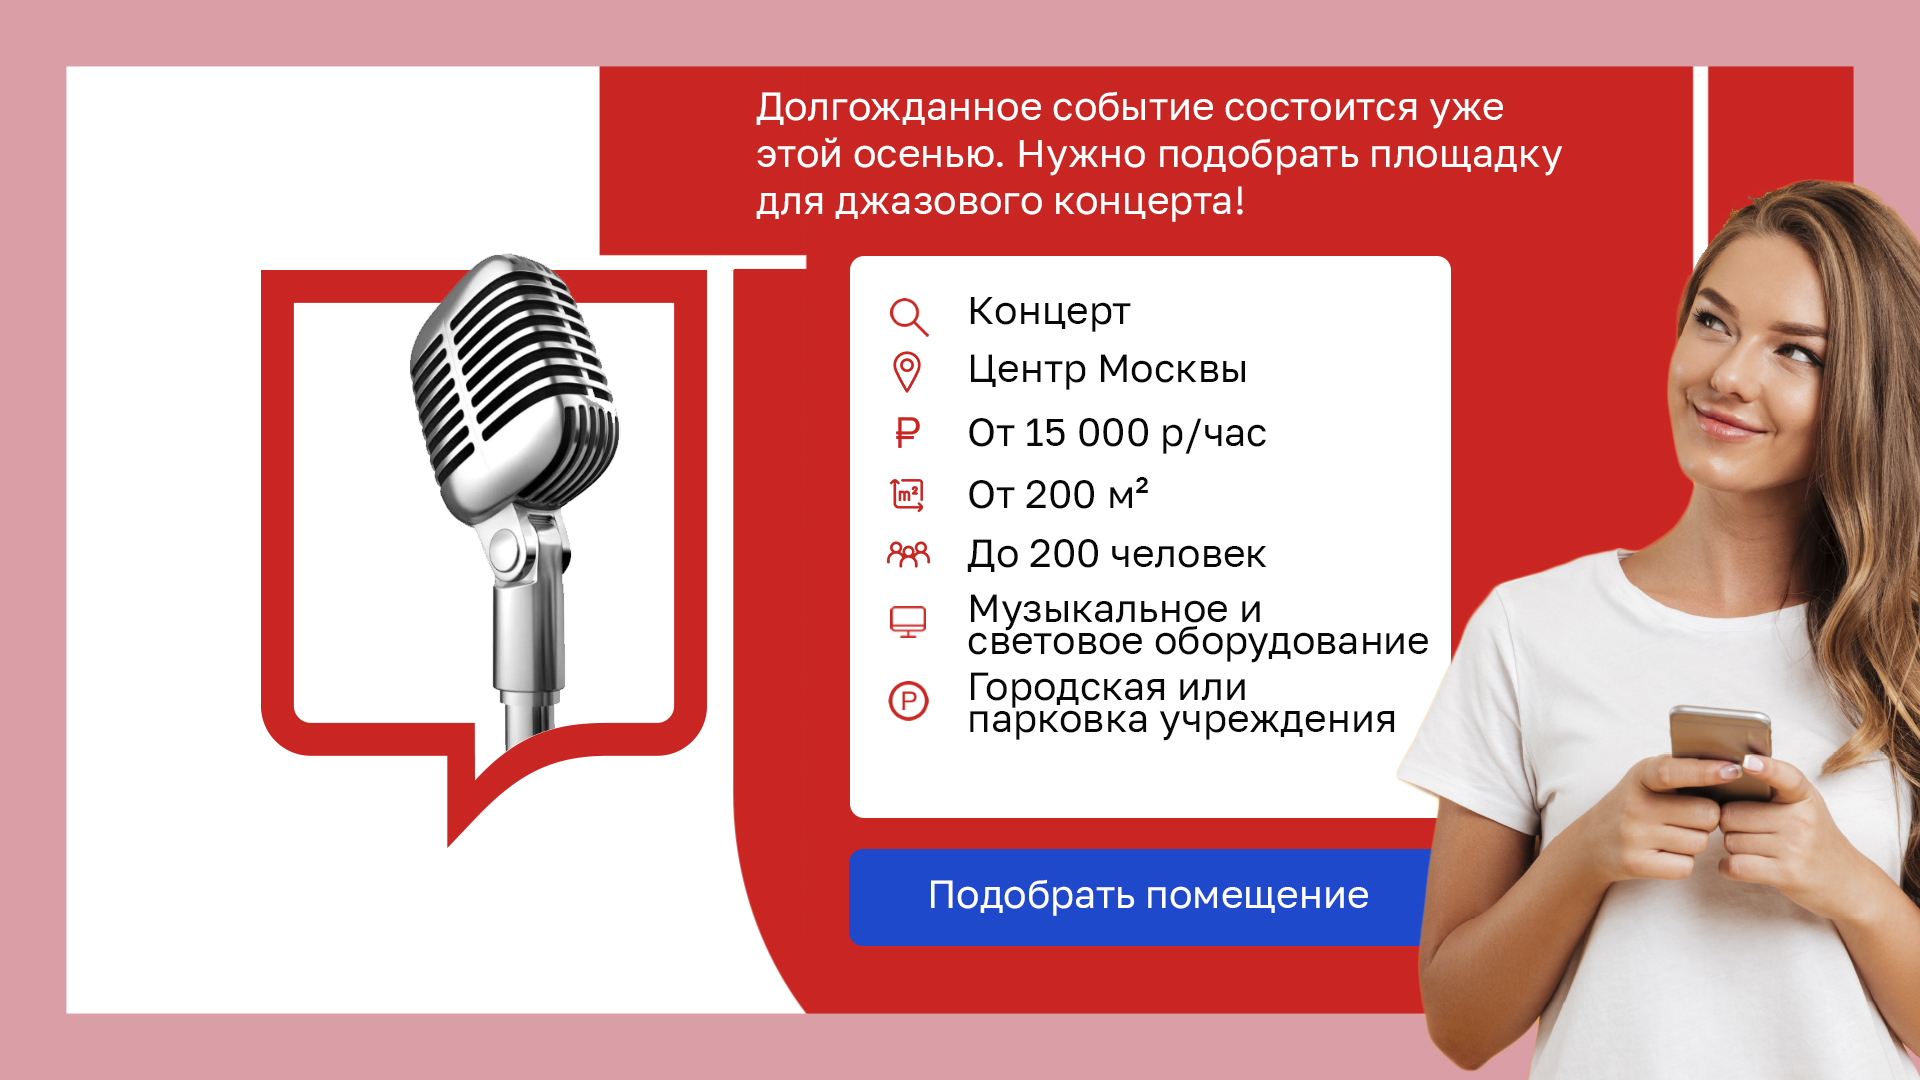 Долгожданное событие состоится уже
этой осенью. Нужно подобрать площадку
для джазового концерта!
Концерт
Центр Москвы
От 15 000 р/час
m²
От 200 м²
До 200 человек
Музыкальное и
световое оборудование
P
Городская или
парковка учреждения
Подобрать помещение